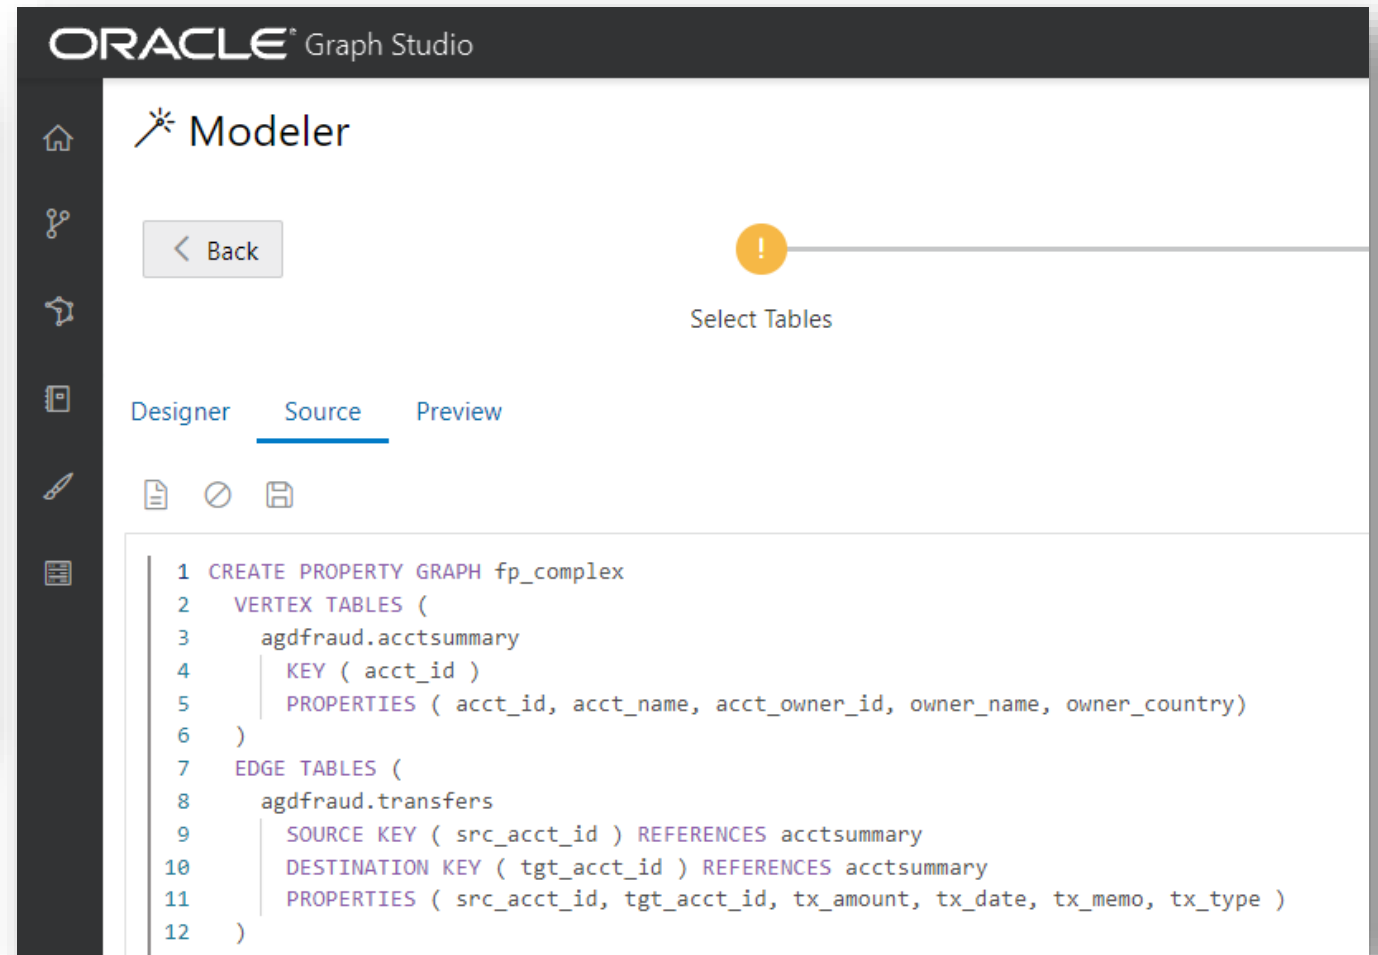 ORACLE® Graph Studio
Modeler
Back
!
Select Tables
Designer Source Preview
1 CREATE PROPERTY GRAPH fp_complex
2 VERTEX TABLES (
3 agdfraud.acctsummary
4 KEY ( acct_id )
5 PROPERTIES ( acct_id, acct_name, acct_owner_id, owner_name, owner_country)
6 )
7 EDGE TABLES (
8 agdfraud.transfers
9 SOURCE KEY ( src_acct_id ) REFERENCES acctsummary
10 DESTINATION KEY ( tgt_acct_id ) REFERENCES acctsummary
11 PROPERTIES ( src_acct_id, tgt_acct_id, tx_amount, tx_date, tx_memo, tx_type )
12 )